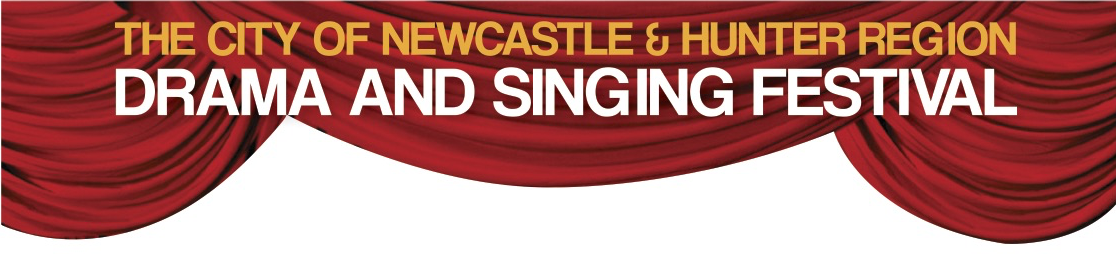 THE CITY OF NEWCASTLE & HUNTER REGION
DRAMA AND SINGING FESTIVAL